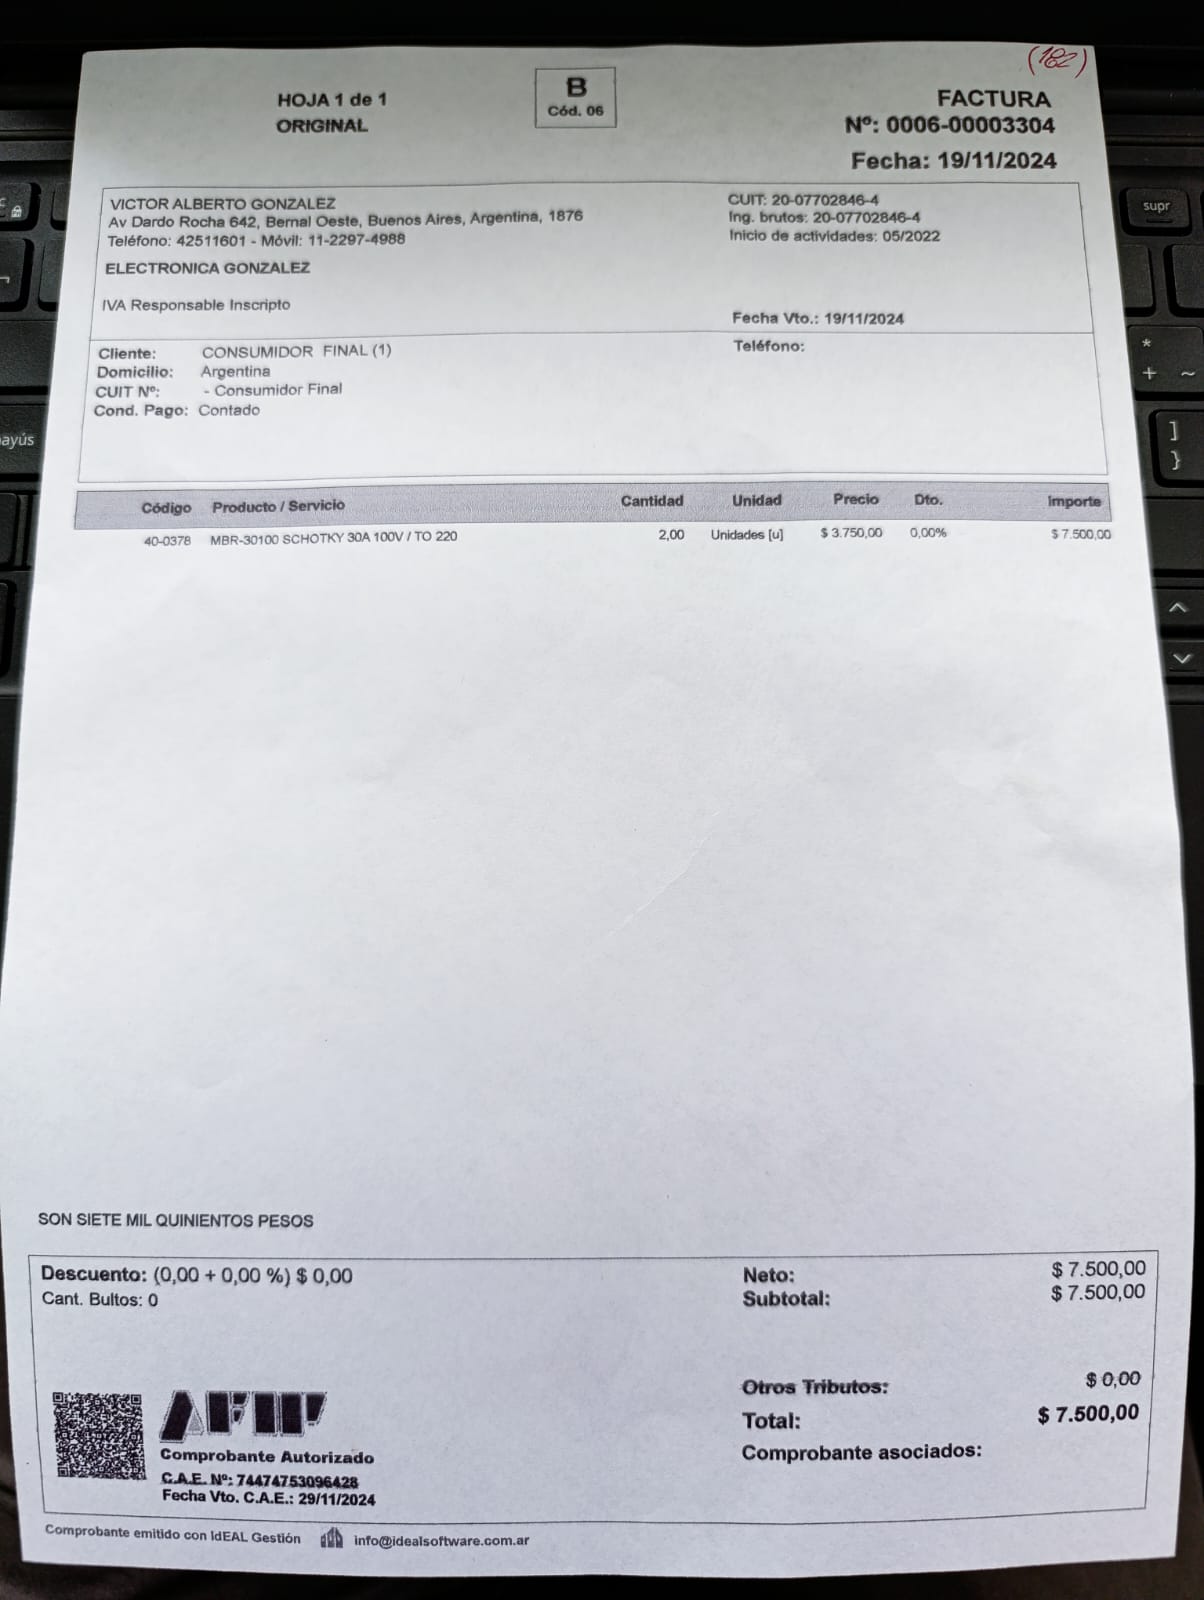 (182)
HOJA 1 de 1
ORIGINAL
B
Cód. 06
FACTURA
Nº: 0006-00003304
Fecha: 19/11/2024
VICTOR ALBERTO GONZALEZ
Av Dardo Rocha 642, Bernal Oeste, Buenos Aires, Argentina, 1876
Teléfono: 42511601 - Móvil: 11-2297-4988
ELECTRONICA GONZALEZ
IVA Responsable Inscripto
CUIT: 20-07702846-4
Ing. brutos: 20-07702846-4
Inicio de actividades: 05/2022
Fecha Vto.: 19/11/2024
Cliente: CONSUMIDOR FINAL (1)
Domicilio: Argentina
CUIT Nº: - Consumidor Final
Cond. Pago: Contado
Teléfono:
Código Producto / Servicio Cantidad Unidad Precio Dto. Importe
40-0378 MBR-30100 SCHOTKY 30A 100V / TO 220 2,00 Unidades [u] $ 3.750,00 0,00% $ 7.500,00
SON SIETE MIL QUINIENTOS PESOS
Descuento: (0,00 + 0,00 %) $ 0,00
Cant. Bultos: 0
Neto: $ 7.500,00
Subtotal: $ 7.500,00
Otros Tributos: $ 0,00
Total: $ 7.500,00
Comprobante asociados:
AFIP
Comprobante Autorizado
C.A.E. Nº: 74474753096428
Fecha Vto. C.A.E.: 29/11/2024
Comprobante emitido con IdEAL Gestión info@idealsoftware.com.ar
supr
*
+ ~
]
}
ayús